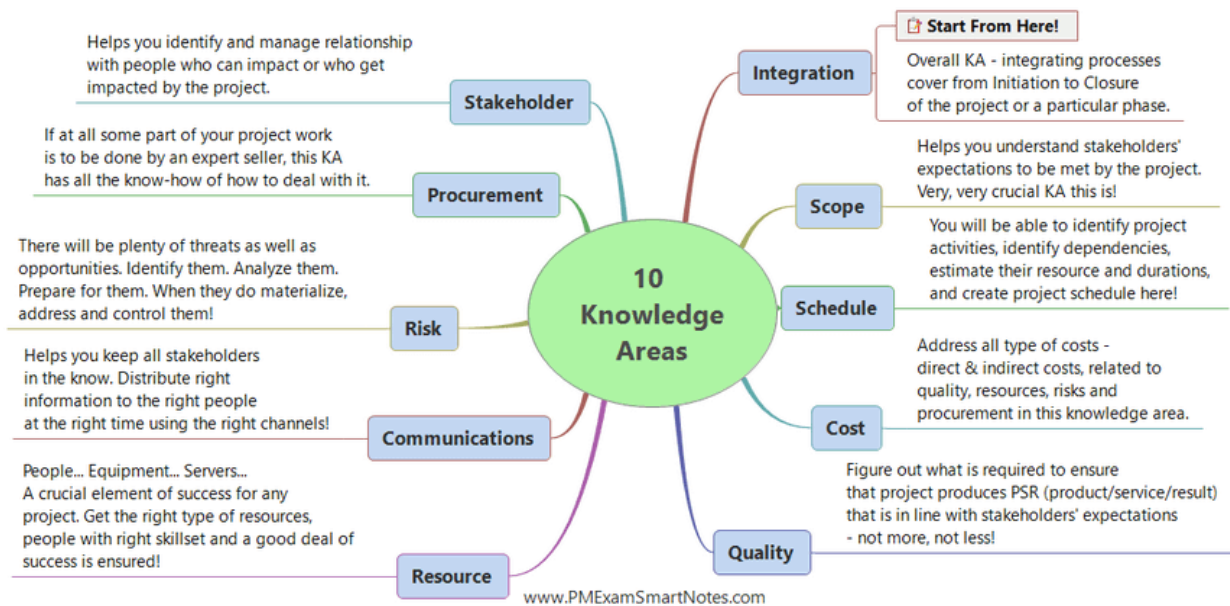 10
Knowledge
Areas
Integration
Start From Here!
Overall KA - integrating processes
cover from Initiation to Closure
of the project or a particular phase.
Scope
Helps you understand stakeholders'
expectations to be met by the project.
Very, very crucial KA this is!
Schedule
You will be able to identify project
activities, identify dependencies,
estimate their resource and durations,
and create project schedule here!
Cost
Address all type of costs -
direct & indirect costs, related to
quality, resources, risks and
procurement in this knowledge area.
Quality
Figure out what is required to ensure
that project produces PSR (product/service/result)
that is in line with stakeholders' expectations
- not more, not less!
Resource
People... Equipment... Servers...
A crucial element of success for any
project. Get the right type of resources,
people with right skillset and a good deal of
success is ensured!
Communications
Helps you keep all stakeholders
in the know. Distribute right
information to the right people
at the right time using the right channels!
Risk
There will be plenty of threats as well as
opportunities. Identify them. Analyze them.
Prepare for them. When they do materialize,
address and control them!
Procurement
If at all some part of your project work
is to be done by an expert seller, this KA
has all the know-how of how to deal with it.
Stakeholder
Helps you identify and manage relationship
with people who can impact or who get
impacted by the project.
www.PMExamSmartNotes.com